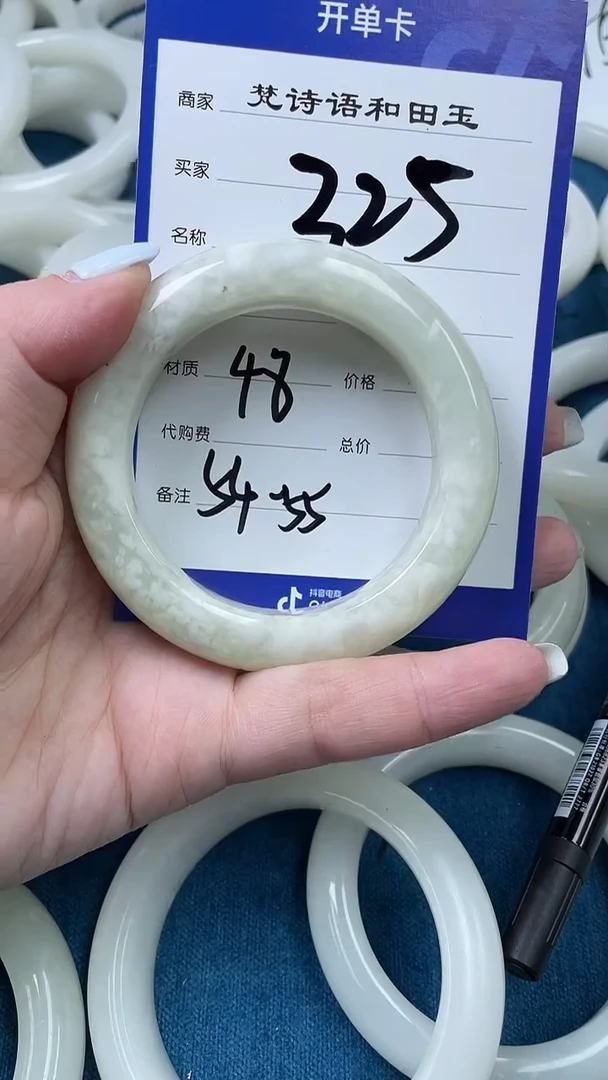 开单卡
商家 梵诗语和田玉
买家 225
名称
材质 48 价格
代购费 总价
备注 54-55
抖音电商